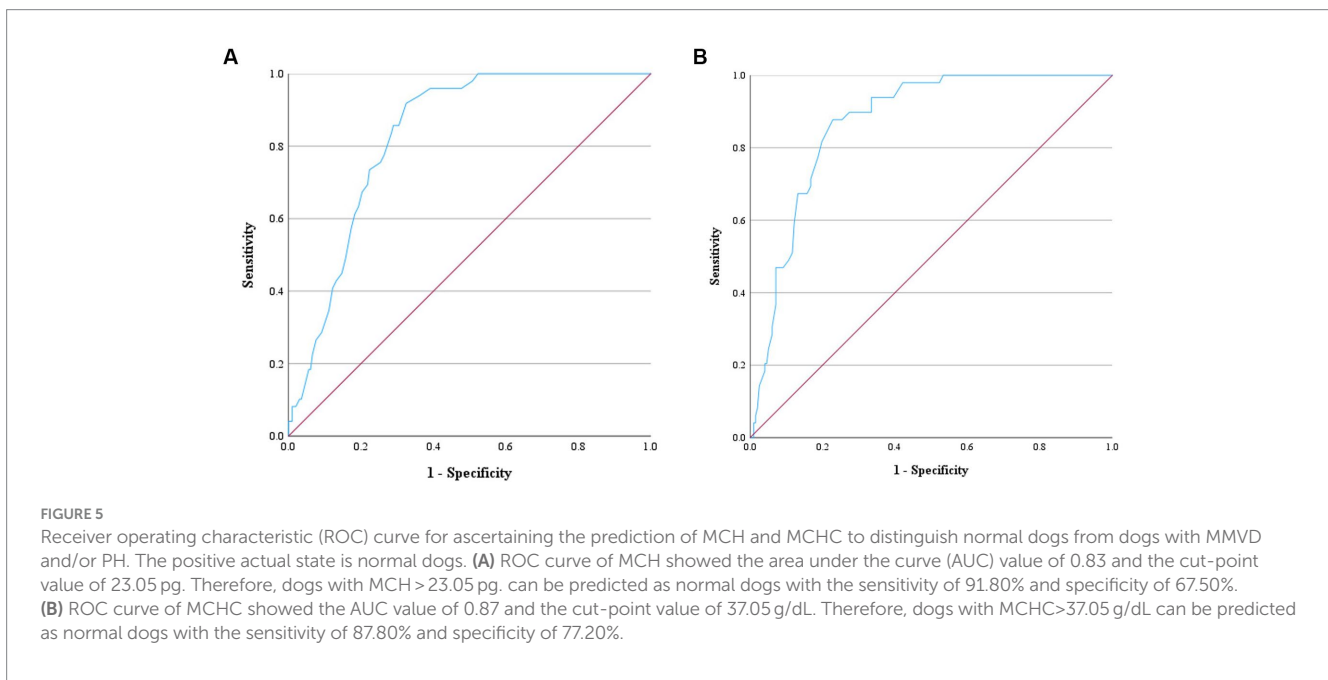 A
B
1.0
0.8
0.6
0.4
0.2
0.0
Sensitivity
0.0 0.2 0.4 0.6 0.8 1.0
1 - Specificity
1.0
0.8
0.6
0.4
0.2
0.0
Sensitivity
0.0 0.2 0.4 0.6 0.8 1.0
1 - Specificity
FIGURE 5
Receiver operating characteristic (ROC) curve for ascertaining the prediction of MCH and MCHC to distinguish normal dogs from dogs with MMVD
and/or PH. The positive actual state is normal dogs. (A) ROC curve of MCH showed the area under the curve (AUC) value of 0.83 and the cut-point
value of 23.05 pg. Therefore, dogs with MCH > 23.05 pg. can be predicted as normal dogs with the sensitivity of 91.80% and specificity of 67.50%.
(B) ROC curve of MCHC showed the AUC value of 0.87 and the cut-point value of 37.05 g/dL. Therefore, dogs with MCHC>37.05 g/dL can be predicted
as normal dogs with the sensitivity of 87.80% and specificity of 77.20%.